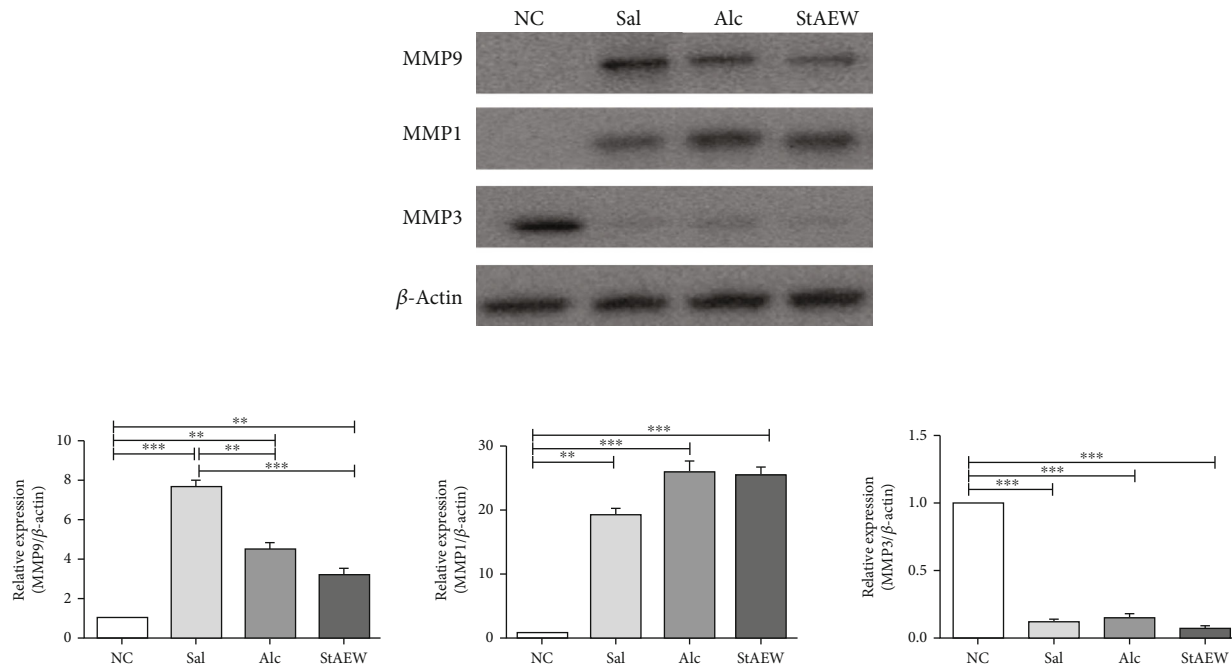 NC Sal Alc StAEW
MMP9
MMP1
MMP3
β-Actin
Relative expression
(MMP9/β-actin)
10
8
6
4
2
0
**
**
*** **
***
NC Sal Alc StAEW
Relative expression
(MMP1/β-actin)
30
20
10
0
***
***
**
NC Sal Alc StAEW
Relative expression
(MMP3/β-actin)
1.5
1.0
0.5
0.0
***
***
***
NC Sal Alc StAEW